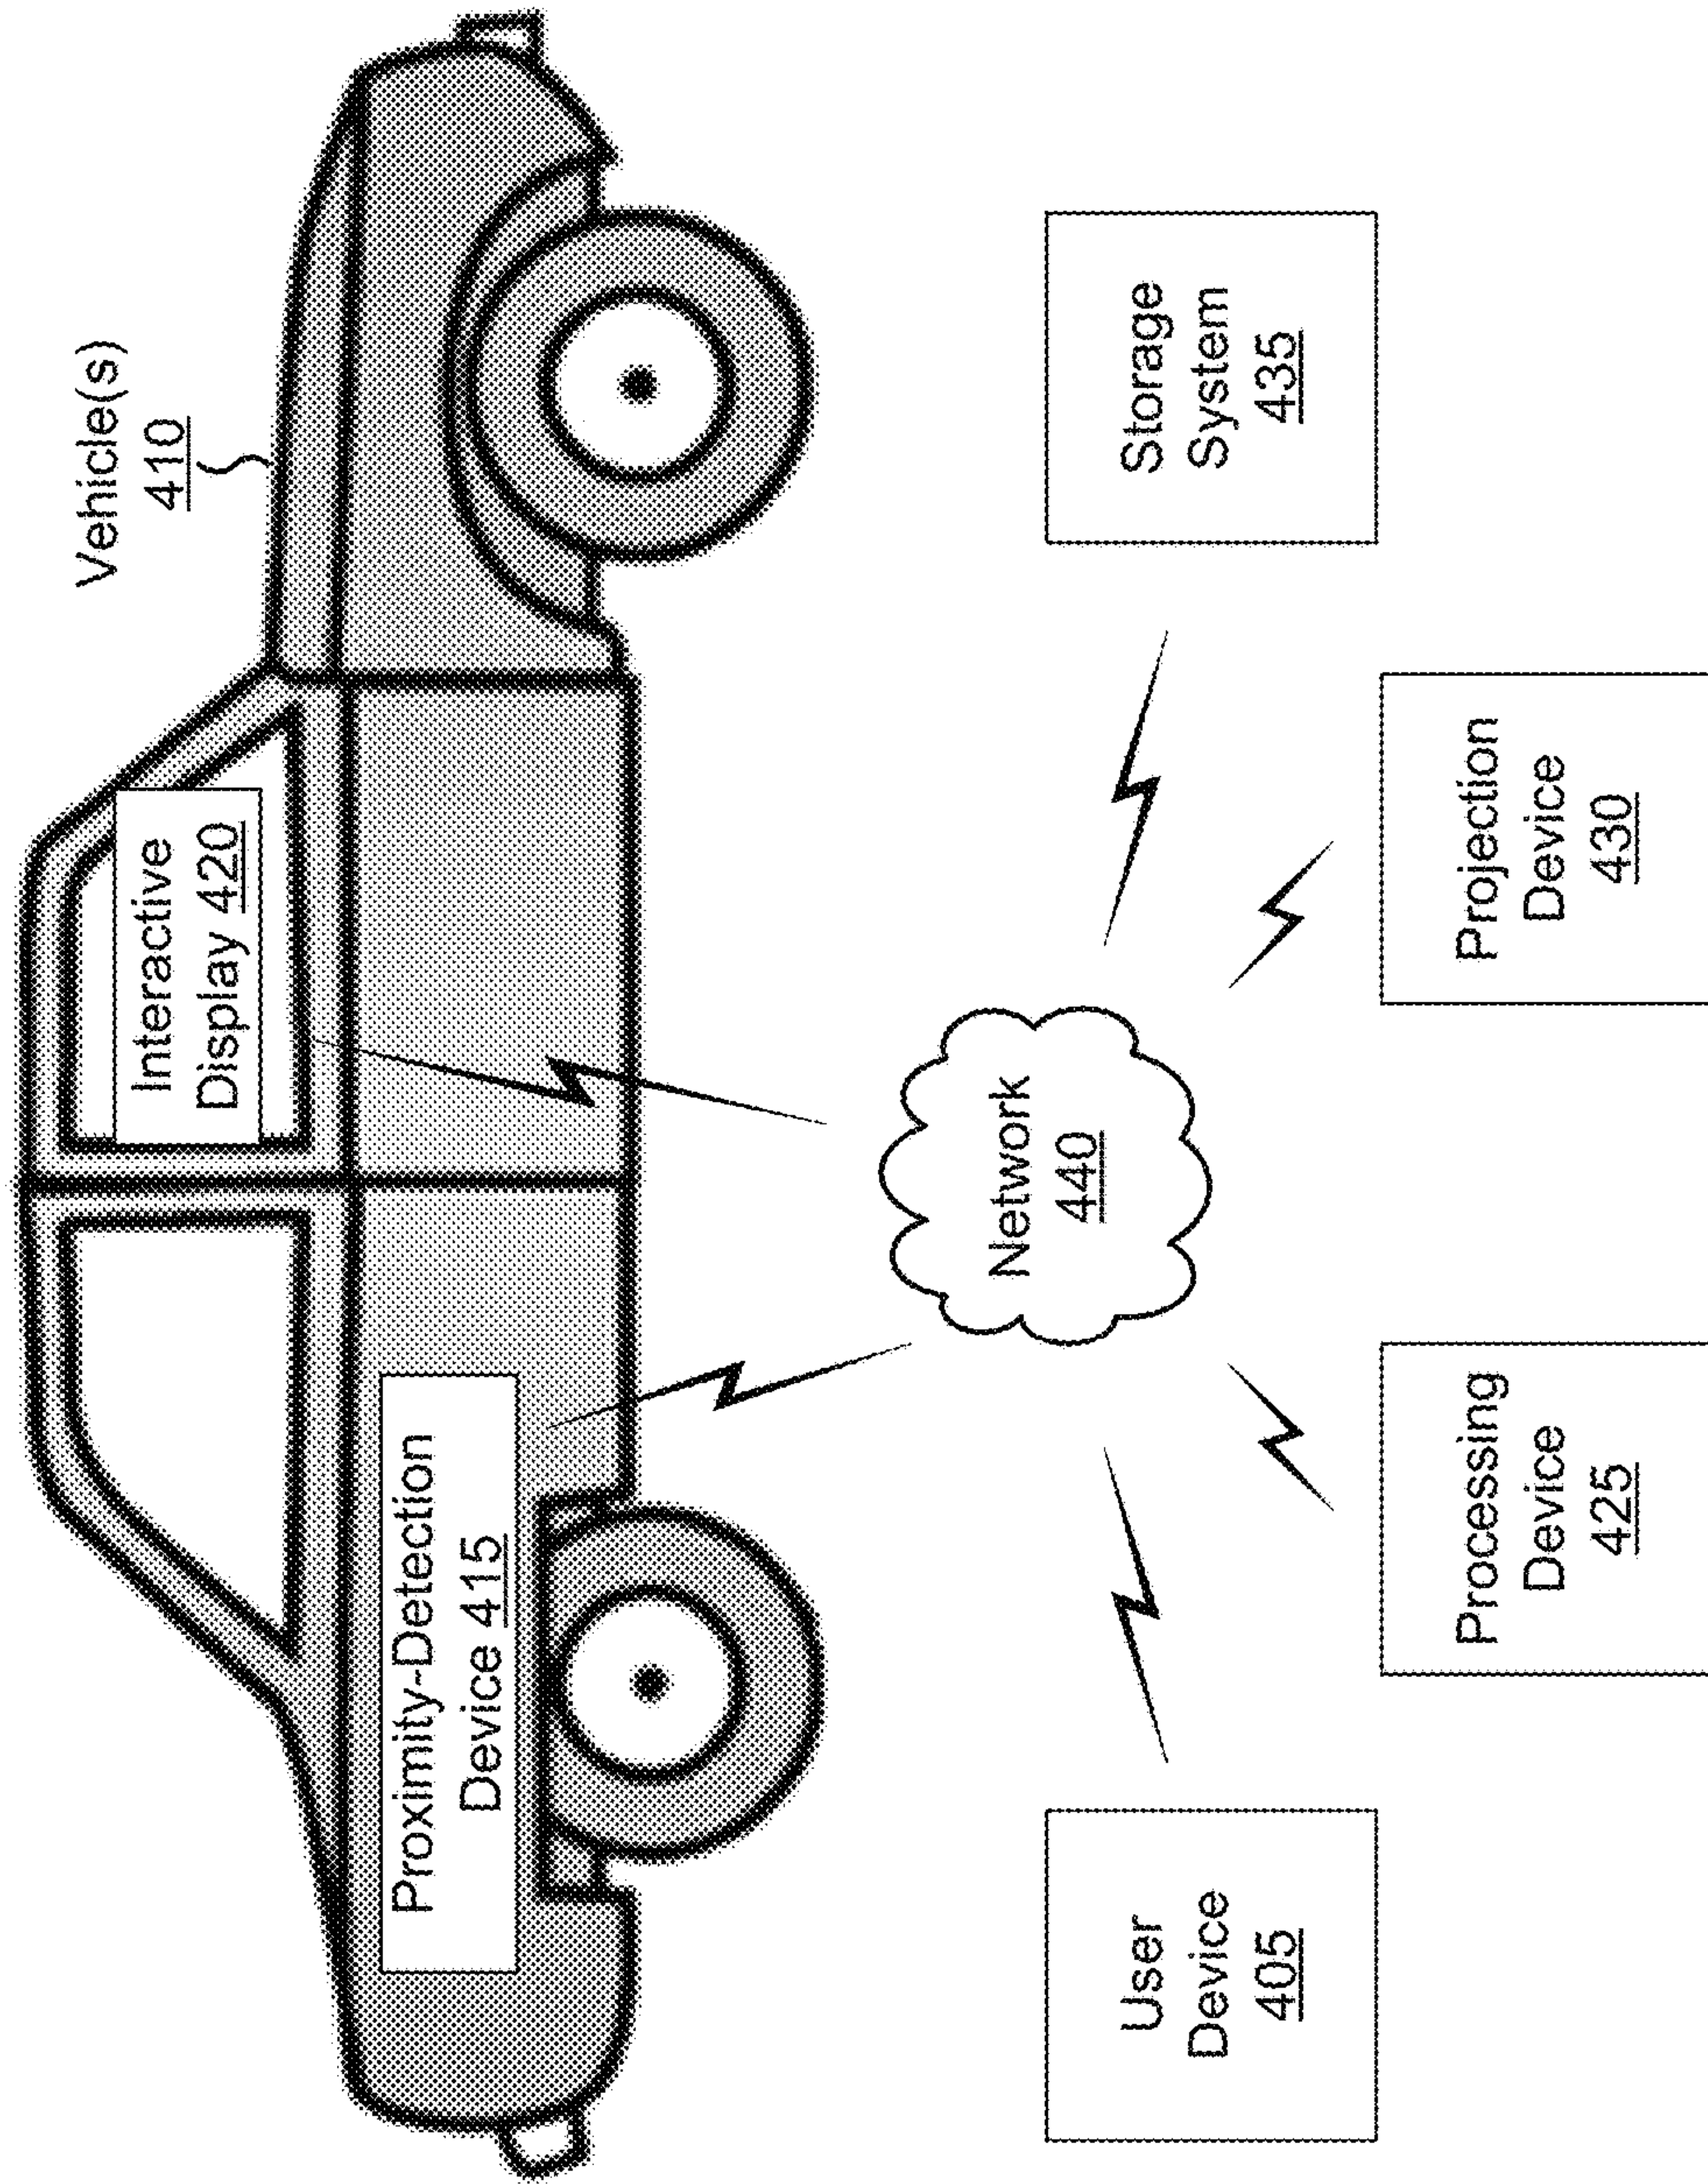 Vehicle(s)
410
Interactive
Display 420
Proximity-Detection
Device 415
Network
440
User
Device
405
Processing
Device
425
Projection
Device
430
Storage
System
435